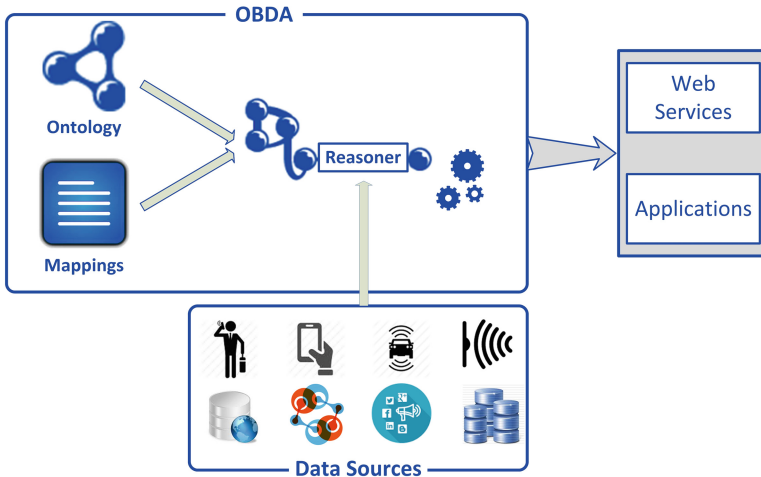 OBDA
Ontology
Mappings
Reasoner
Web
Services
Applications
Data Sources